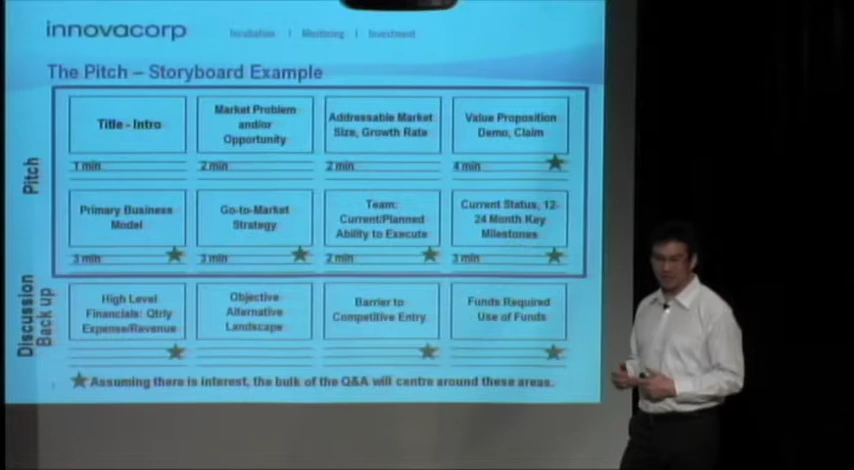 innovacorp
Incubation | Mentoring | Investment
The Pitch – Storyboard Example
Pitch
Title - Intro
1 min
Market Problem
and/or
Opportunity
2 min
Addressable Market
Size, Growth Rate
2 min
Value Proposition
Demo, Claim
4 min
Primary Business
Model
3 min
Go-to-Market
Strategy
3 min
Team:
Current/Planned
Ability to Execute
2 min
Current Status, 12-
24 Month Key
Milestones
3 min
Discussion
Back up
High Level
Financials: Qtrly
Expense/Revenue
Objective
Alternative
Landscape
Barrier to
Competitive Entry
Funds Required
Use of Funds
Assuming there is interest, the bulk of the Q&A will centre around these areas.